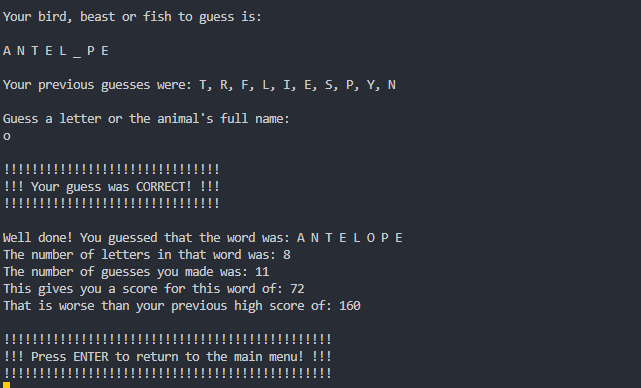 Your bird, beast or fish to guess is:
A N T E L _ P E
Your previous guesses were: T, R, F, L, I, E, S, P, Y, N
Guess a letter or the animal's full name:
o
!!!!!!!!!!!!!!!!!!!!!!!!!!!!!!!
!!! Your guess was CORRECT! !!!
!!!!!!!!!!!!!!!!!!!!!!!!!!!!!!!
Well done! You guessed that the word was: A N T E L O P E
The number of letters in that word was: 8
The number of guesses you made was: 11
This gives you a score for this word of: 72
That is worse than your previous high score of: 160
!!!!!!!!!!!!!!!!!!!!!!!!!!!!!!!!!!!!!!!!!!!!!!!
!!! Press ENTER to return to the main menu! !!!
!!!!!!!!!!!!!!!!!!!!!!!!!!!!!!!!!!!!!!!!!!!!!!!